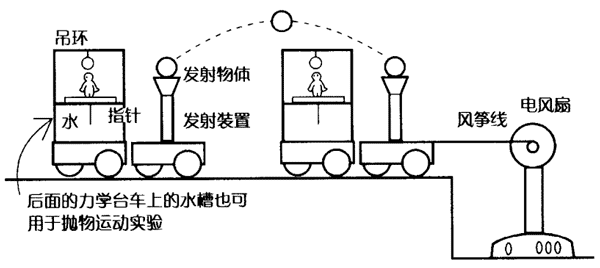 吊环
发射物体
水
指针
发射装置
风筝线
电风扇
后面的力学台车上的水槽也可
用于抛物运动实验